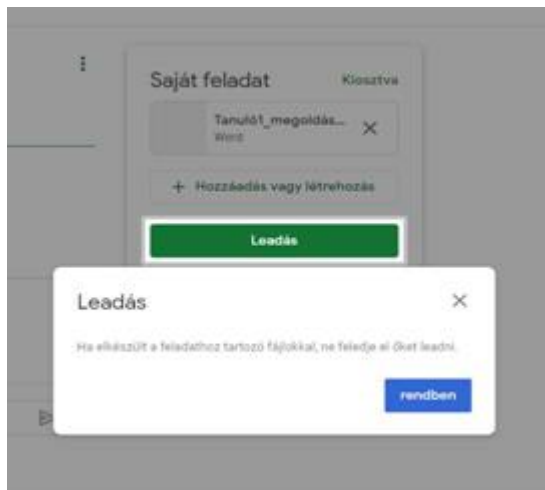 Saját feladat
Kiosztva
Tanuló1_megoldás...
Word
+ Hozzáadás vagy létrehozás
Leadás
Leadás
Ha elkészült a feladathoz tartozó fájlokkal, ne feledje el őket leadni.
rendben